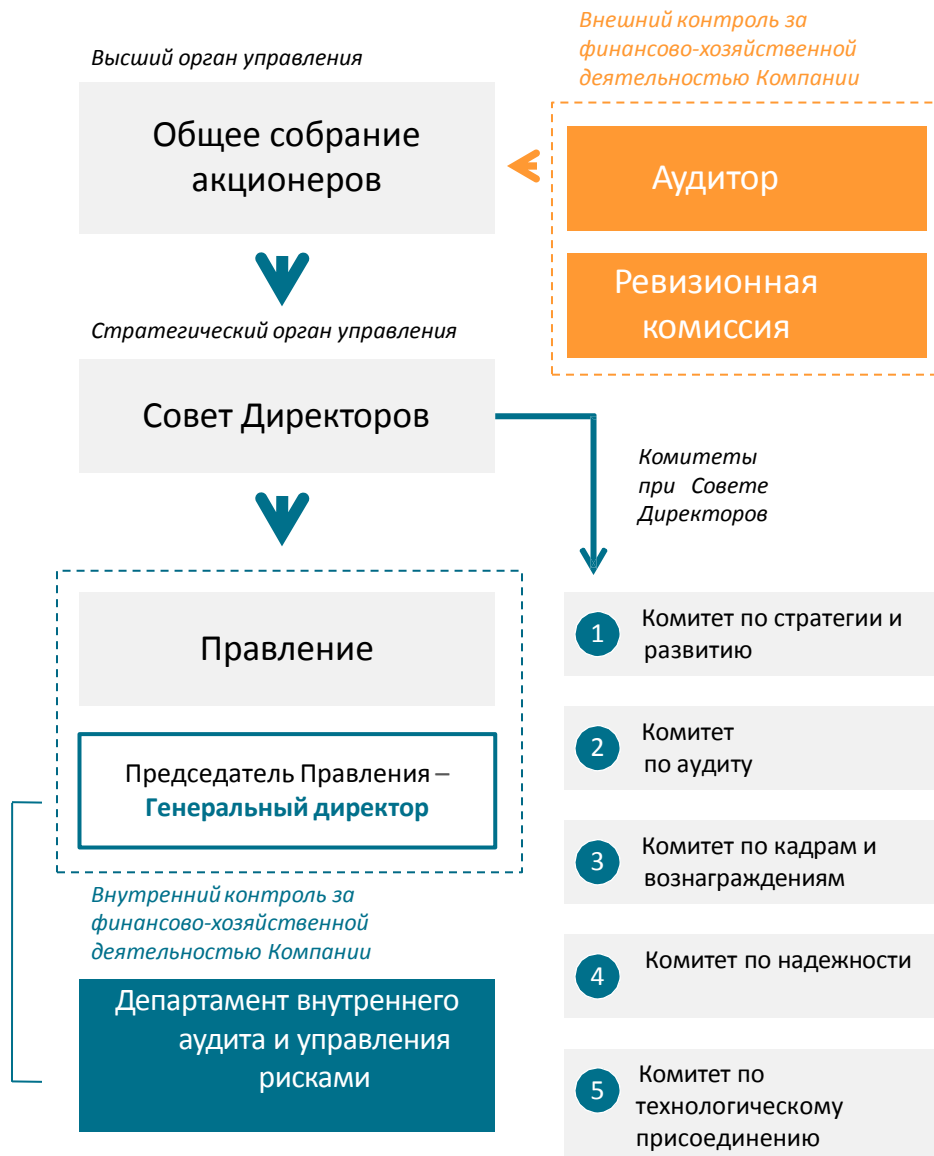 Высший орган управления
Общее собрание
акционеров
Внешний контроль за
финансово-хозяйственной
деятельностью Компании
Аудитор
Ревизионная
комиссия
Стратегический орган управления
Совет Директоров
Комитеты
при Совете
Директоров
Правление
Председатель Правления –
Генеральный директор
Внутренний контроль за
финансово-хозяйственной
деятельностью Компании
Департамент внутреннего
аудита и управления
рисками
1 Комитет по стратегии и
развитию
2 Комитет
по аудиту
3 Комитет по кадрам и
вознаграждениям
4 Комитет по надежности
5 Комитет по
технологическому
присоединению